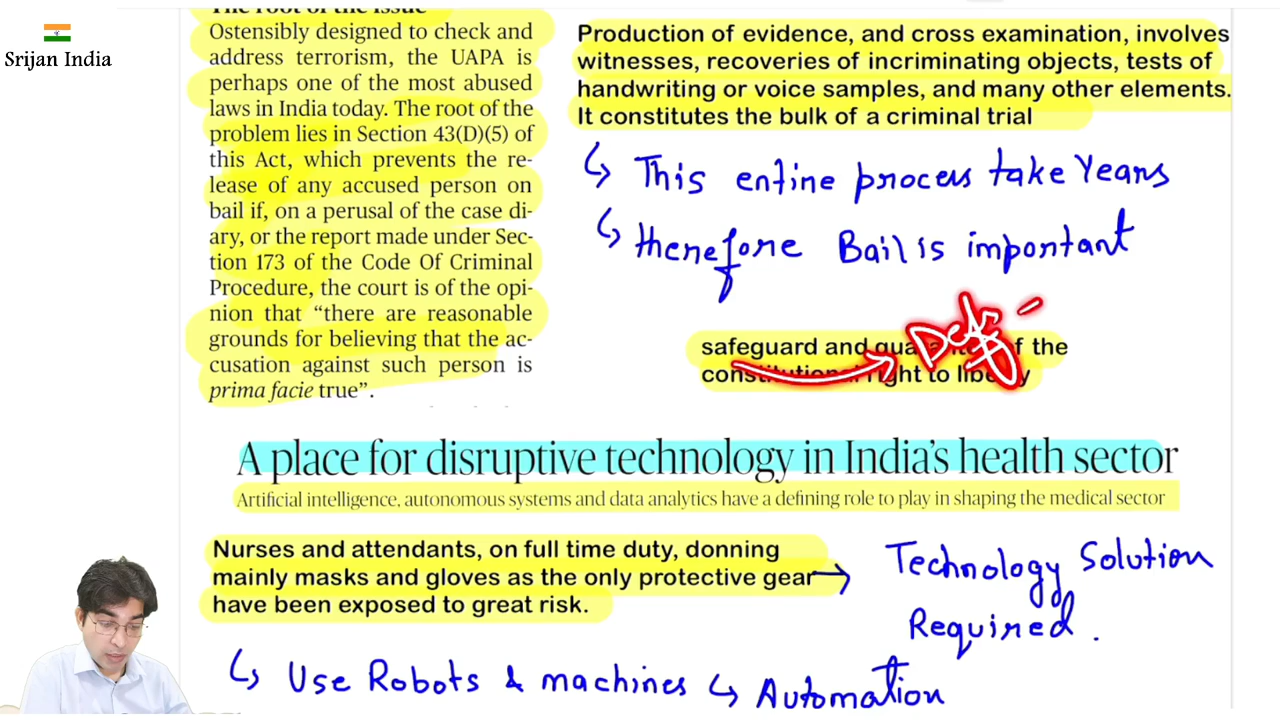 The root of the issue
Srijan India
Ostensibly designed to check and
address terrorism, the UAPA is
perhaps one of the most abused
laws in India today. The root of the
problem lies in Section 43(D)(5) of
this Act, which prevents the re-
lease of any accused person on
bail if, on a perusal of the case di-
ary, or the report made under Sec-
tion 173 of the Code Of Criminal
Procedure, the court is of the opi-
nion that “there are reasonable
grounds for believing that the ac-
cusation against such person is
prima facie true”.
Production of evidence, and cross examination, involves
witnesses, recoveries of incriminating objects, tests of
handwriting or voice samples, and many other elements.
It constitutes the bulk of a criminal trial
This entire process take Years
therefore Bail is important
safeguard and of the
right to liberty
A place for disruptive technology in India’s health sector
Artificial intelligence, autonomous systems and data analytics have a defining role to play in shaping the medical sector
Nurses and attendants, on full time duty, donning
mainly masks and gloves as the only protective gear
have been exposed to great risk.
Technology Solution
Required.
Use Robots & machines
Automation